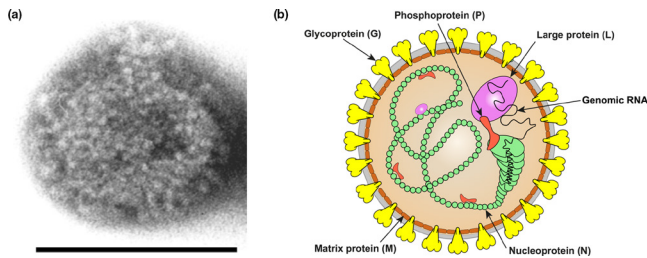 (a)
(b)
Phosphoprotein (P)
Glycoprotein (G)
Large protein (L)
Genomic RNA
Matrix protein (M)
Nucleoprotein (N)